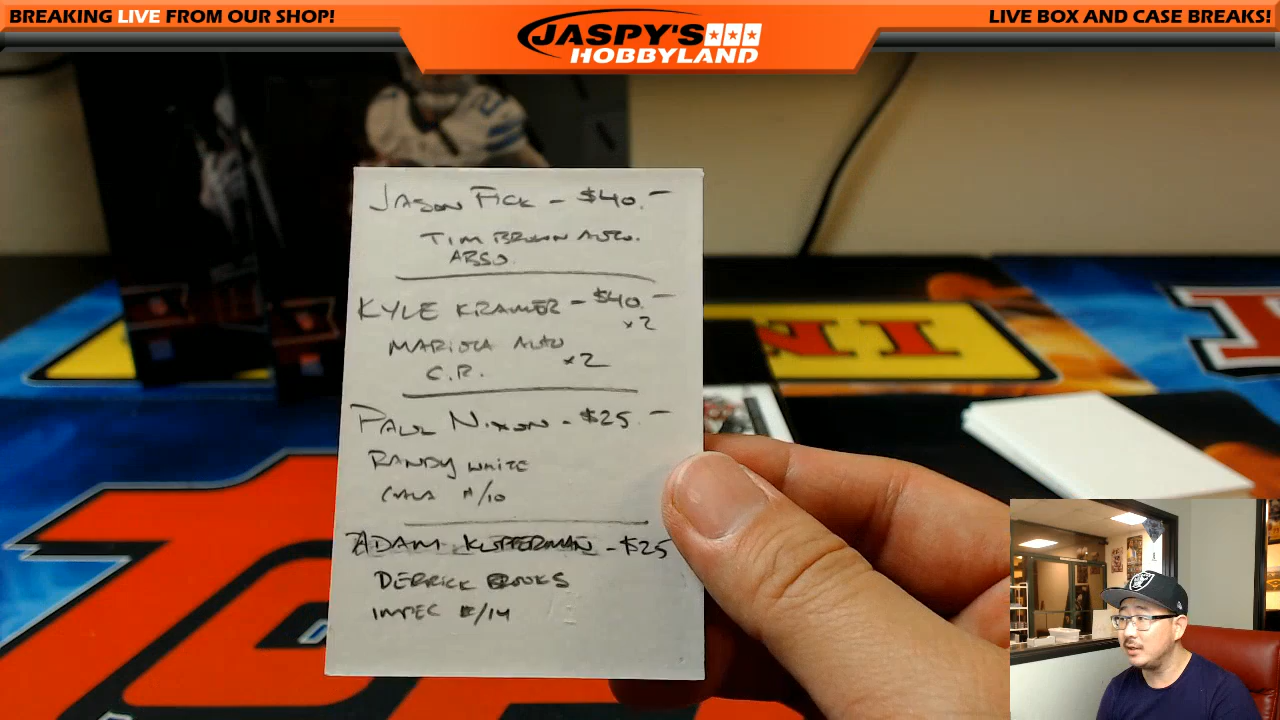 BREAKING LIVE FROM OUR SHOP!
JASPY'S
HOBBYLAND
LIVE BOX AND CASE BREAKS!
JASON FICK - $40.-
TIM BROWN AUTO.
ABSO.
KYLE KRAMER - $40.-
x2
MARIOTA AUTO
x2
C.R.
PAUL NIXON - $25.-
RANDY WHITE
GALA #/10
ADAM KUPFERMAN - $25
DERRICK BROOKS
IMPEC #/14